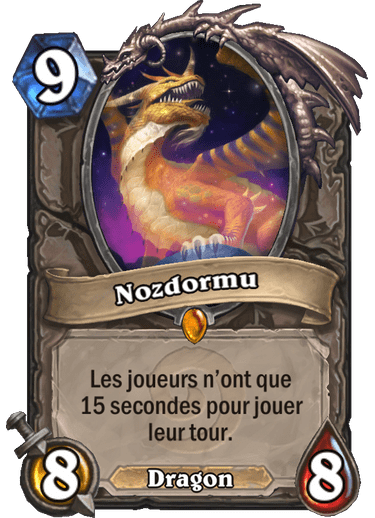 9
Nozdormu
Les joueurs n'ont que
15 secondes pour jouer
leur tour.
8
Dragon
8